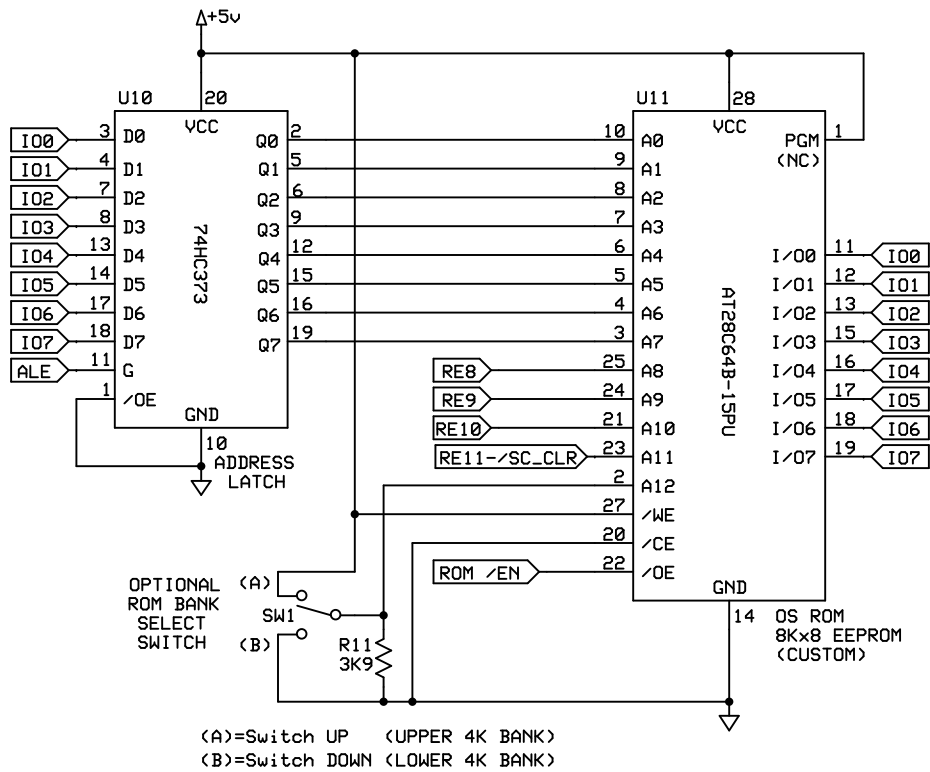 +5v
U10
20
VCC
IO0 3 D0
IO1 4 D1
IO2 7 D2
IO3 8 D3
IO4 13 D4
IO5 14 D5
IO6 17 D6
IO7 18 D7
ALE 11 G
1 /OE
74HC373
Q0 2
Q1 5
Q2 6
Q3 9
Q4 12
Q5 15
Q6 16
Q7 19
GND
10
ADDRESS
LATCH
U11
28
VCC
10 A0
9 A1
8 A2
7 A3
6 A4
5 A5
4 A6
3 A7
RE8 25 A8
RE9 24 A9
RE10 21 A10
RE11-/SC_CLR 23 A11
2 A12
27 /WE
20 /CE
ROM /EN 22 /OE
AT28C64B-15PU
PGM 1
(NC)
I/O0 11 IO0
I/O1 12 IO1
I/O2 13 IO2
I/O3 15 IO3
I/O4 16 IO4
I/O5 17 IO5
I/O6 18 IO6
I/O7 19 IO7
GND
14
OS ROM
8Kx8 EEPROM
(CUSTOM)
OPTIONAL
ROM BANK
SELECT
SWITCH
(A)
SW1
(B)
R11
3K9
(A)=Switch UP (UPPER 4K BANK)
(B)=Switch DOWN (LOWER 4K BANK)